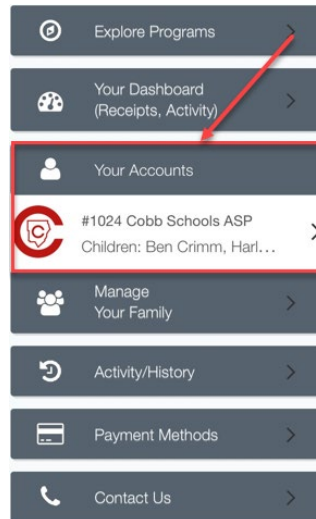 Explore Programs
Your Dashboard
(Receipts, Activity)
Your Accounts
C
#1024 Cobb Schools ASP
Children: Ben Crimm, Harl...
Manage
Your Family
Activity/History
Payment Methods
Contact Us